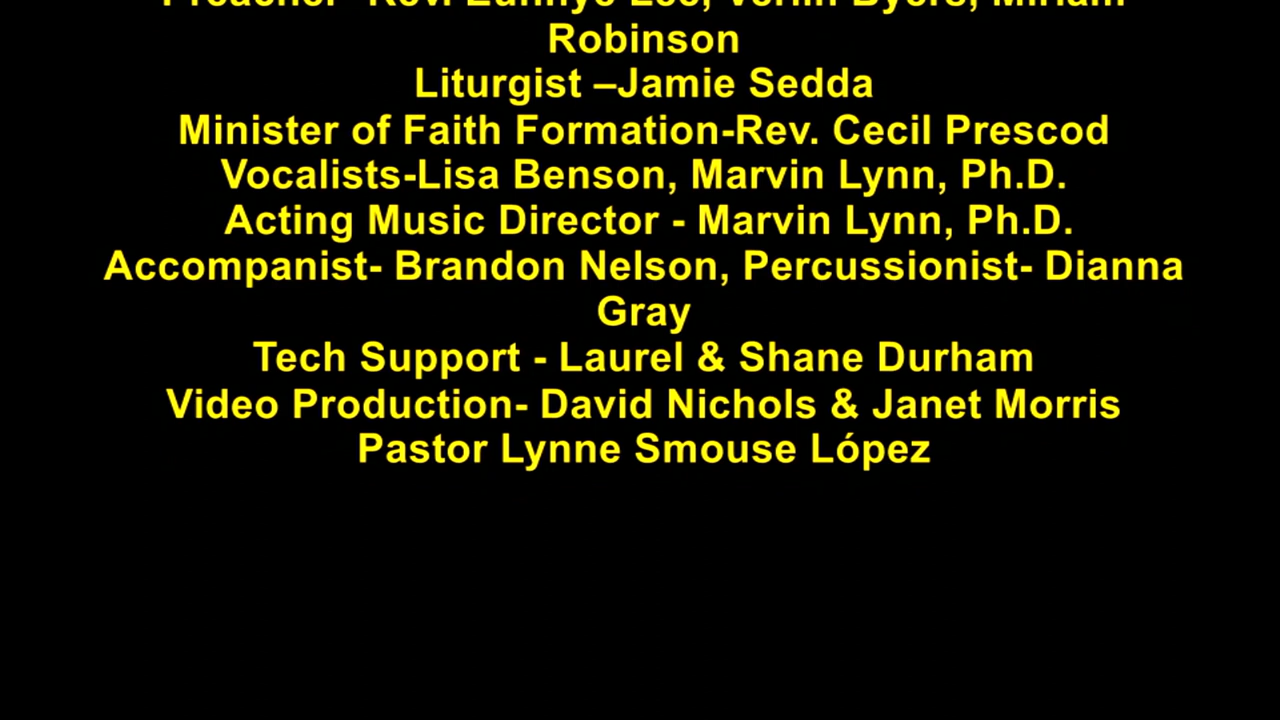 Robinson
Liturgist –Jamie Sedda
Minister of Faith Formation-Rev. Cecil Prescod
Vocalists-Lisa Benson, Marvin Lynn, Ph.D.
Acting Music Director - Marvin Lynn, Ph.D.
Accompanist- Brandon Nelson, Percussionist- Dianna
Gray
Tech Support - Laurel & Shane Durham
Video Production- David Nichols & Janet Morris
Pastor Lynne Smouse López